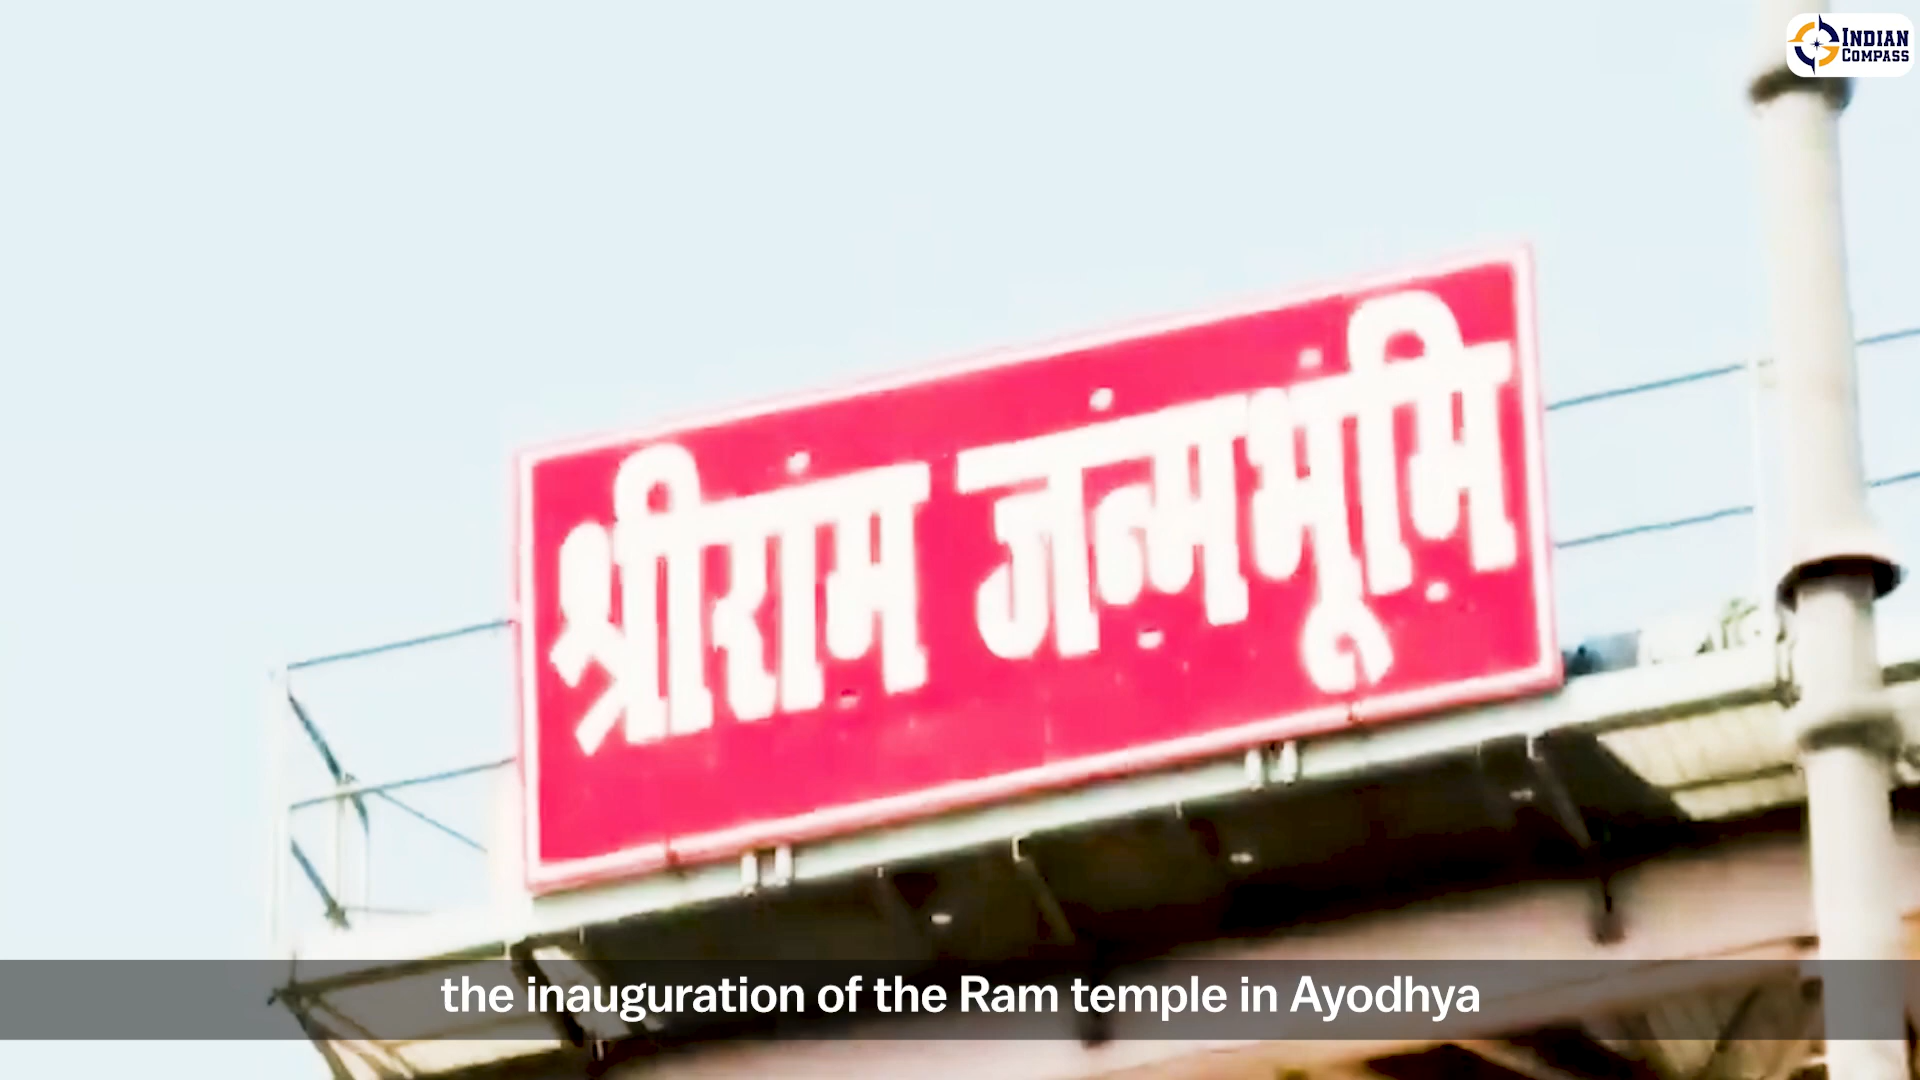 INDIAN
COMPASS
श्रीराम जन्मभूमि
the inauguration of the Ram temple in Ayodhya